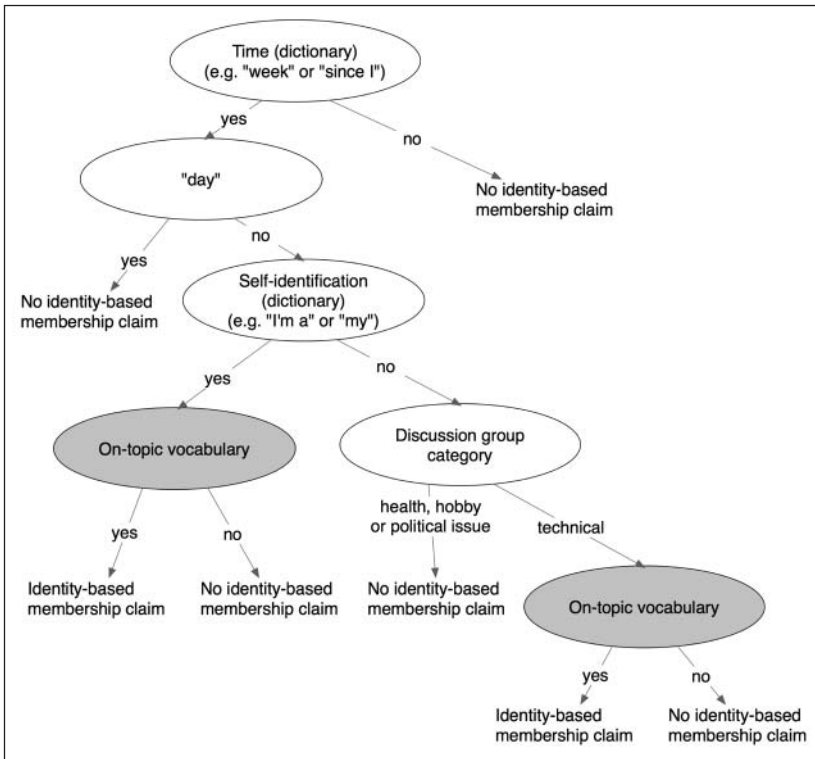 Time (dictionary)
(e.g. "week" or "since I")
yes
no
"day"
No identity-based
membership claim
yes
no
No identity-based
membership claim
Self-identification
(dictionary)
(e.g. "I'm a" or "my")
yes
no
On-topic vocabulary
Discussion group
category
yes
no
health, hobby
or political issue
technical
Identity-based
membership claim
No identity-based
membership claim
No identity-based
membership claim
On-topic vocabulary
yes
no
Identity-based
membership claim
No identity-based
membership claim